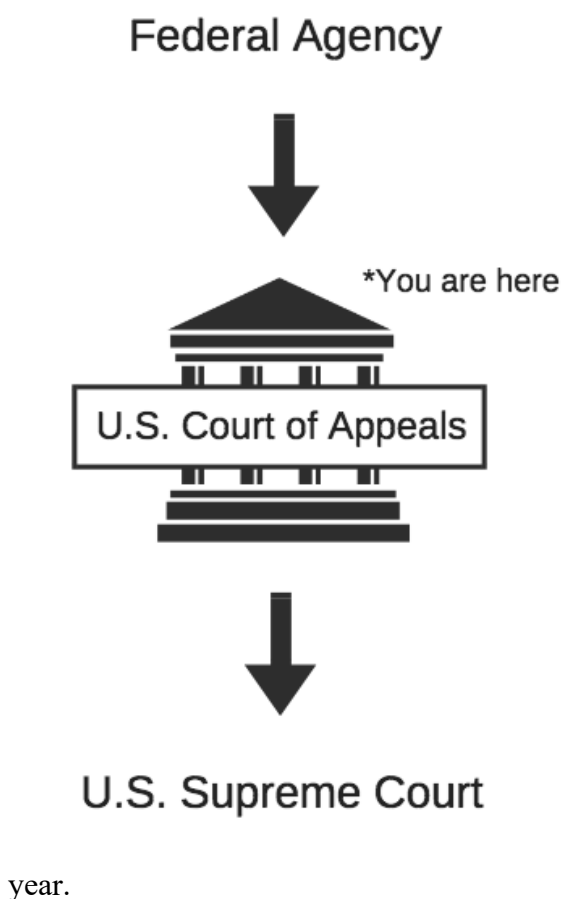 Federal Agency
*You are here
U.S. Court of Appeals
U.S. Supreme Court
year.